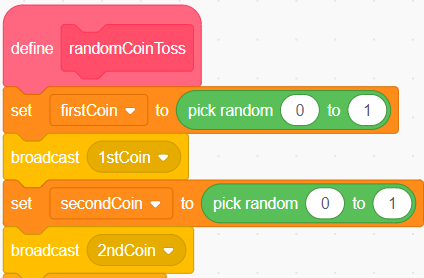 define randomCoinToss
set firstCoin to pick random 0 to 1
broadcast 1stCoin
set secondCoin to pick random 0 to 1
broadcast 2ndCoin